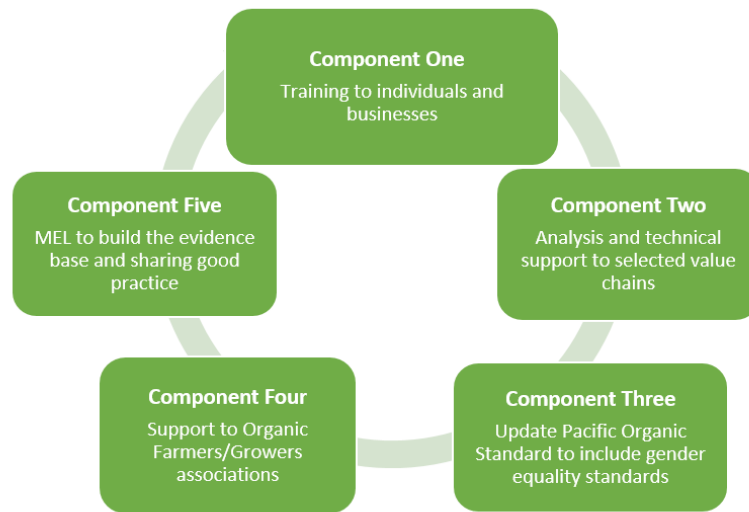 Component One
Training to individuals and
businesses
Component Two
Analysis and technical
support to selected value
chains
Component Three
Update Pacific Organic
Standard to include gender
equality standards
Component Four
Support to Organic
Farmers/Growers
associations
Component Five
MEL to build the evidence
base and sharing good
practice